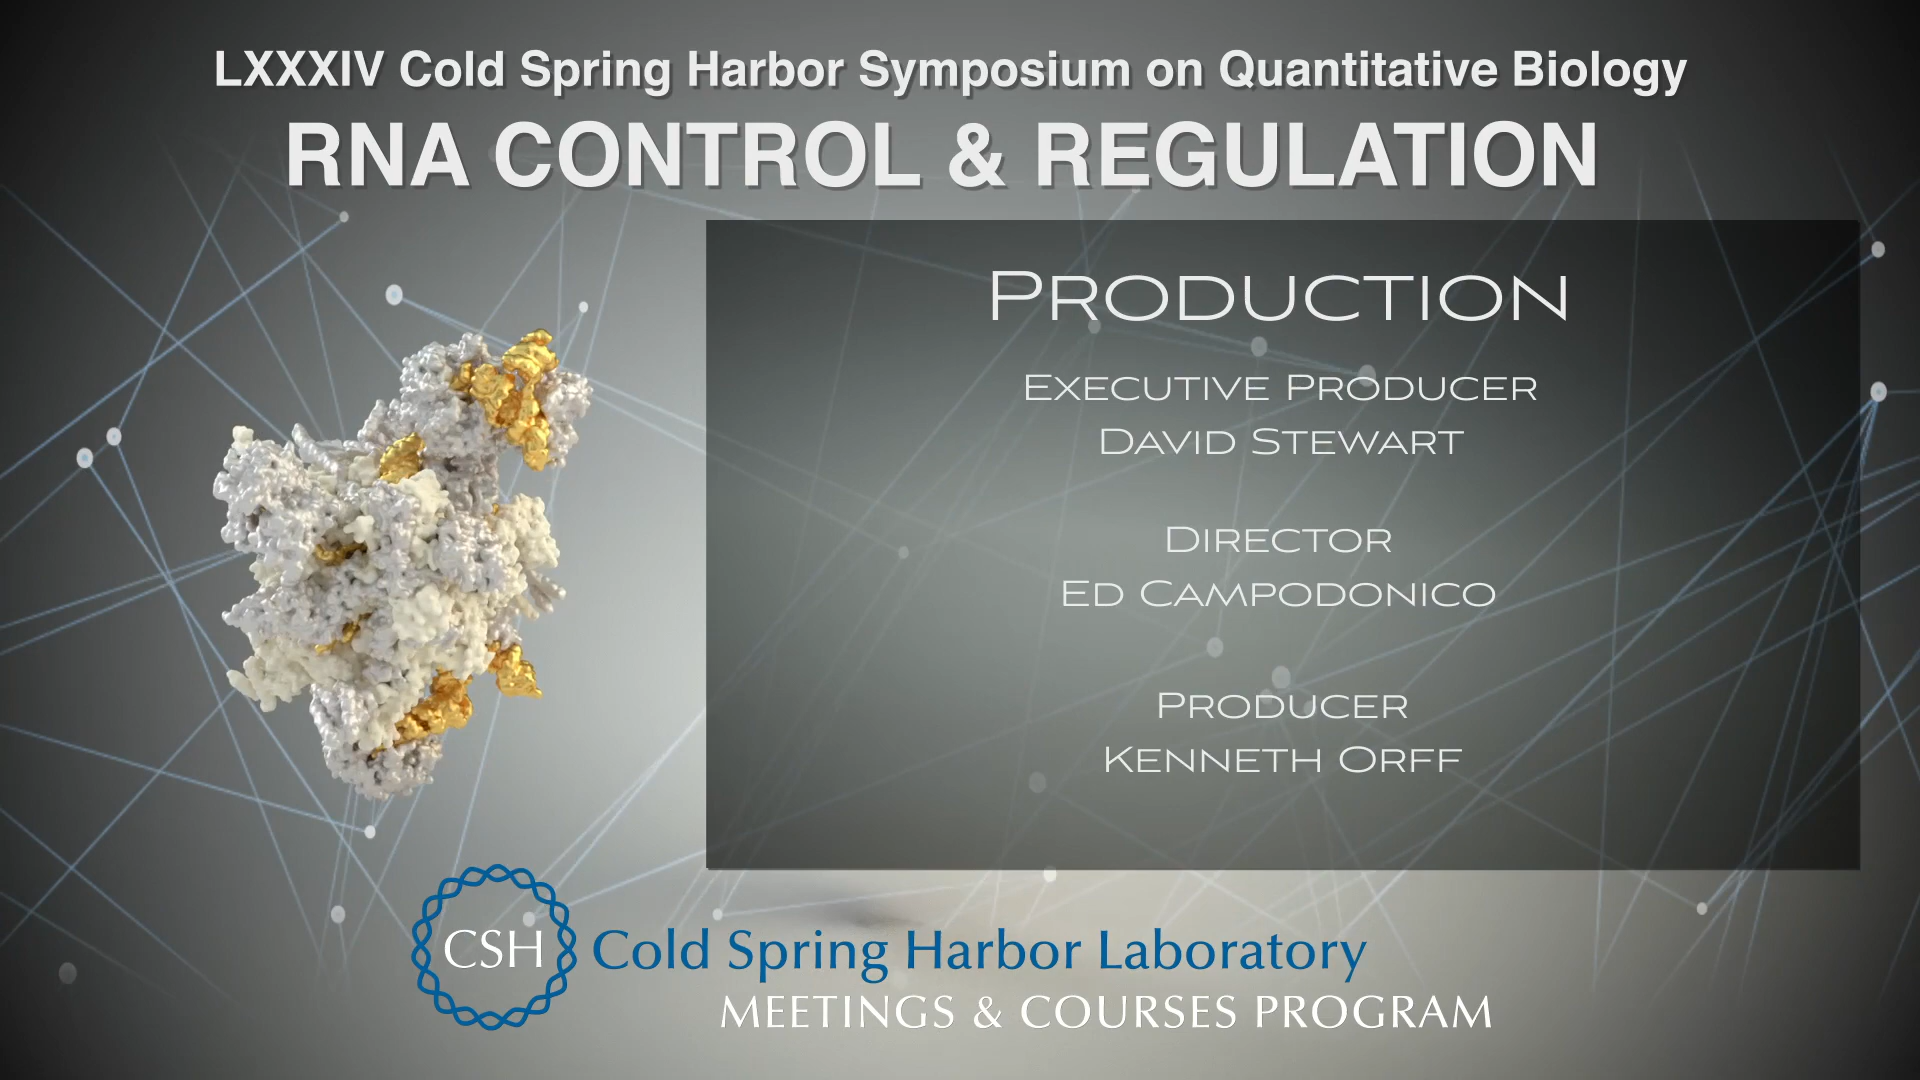 LXXXIV Cold Spring Harbor Symposium on Quantitative Biology
RNA CONTROL & REGULATION
PRODUCTION
EXECUTIVE PRODUCER
DAVID STEWART
DIRECTOR
ED CAMPODONICO
PRODUCER
KENNETH ORFF
CSH Cold Spring Harbor Laboratory
MEETINGS & COURSES PROGRAM